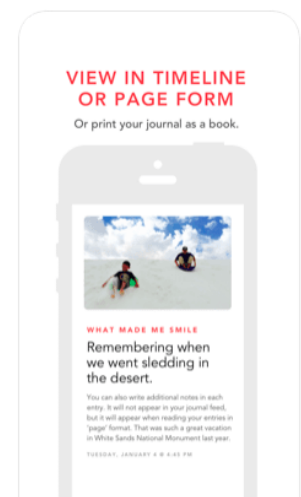 VIEW IN TIMELINE
OR PAGE FORM
Or print your journal as a book.
WHAT MADE ME SMILE
Remembering when
we went sledding in
the desert.
You can also write additional notes in each
entry. It will not appear in your journal feed,
but it will appear when reading your entries in
'page' format. That was such a great vacation
in White Sands National Monument last year.
TUESDAY, JANUARY 6 @ 4:45 PM